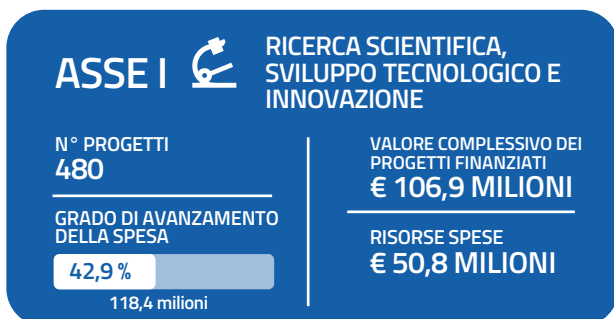 ASSE I
RICERCA SCIENTIFICA,
SVILUPPO TECNOLOGICO E
INNOVAZIONE
N° PROGETTI
480
GRADO DI AVANZAMENTO
DELLA SPESA
42,9 %
118,4 milioni
VALORE COMPLESSIVO DEI
PROGETTI FINANZIATI
€ 106,9 MILIONI
RISORSE SPESE
€ 50,8 MILIONI